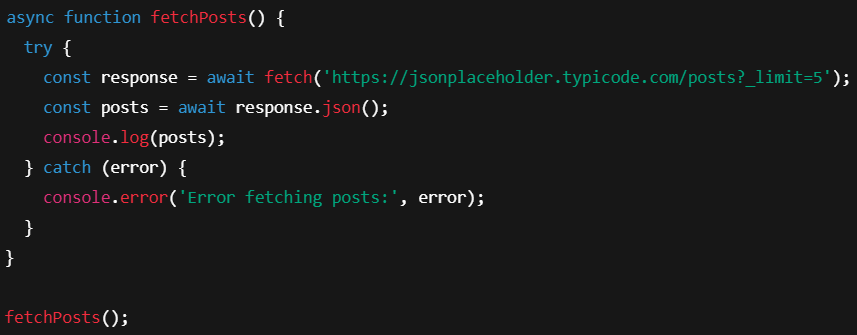 async function fetchPosts() {
  try {
    const response = await fetch('https://jsonplaceholder.typicode.com/posts?_limit=5');
    const posts = await response.json();
    console.log(posts);
  } catch (error) {
    console.error('Error fetching posts:', error);
  }
}

fetchPosts();